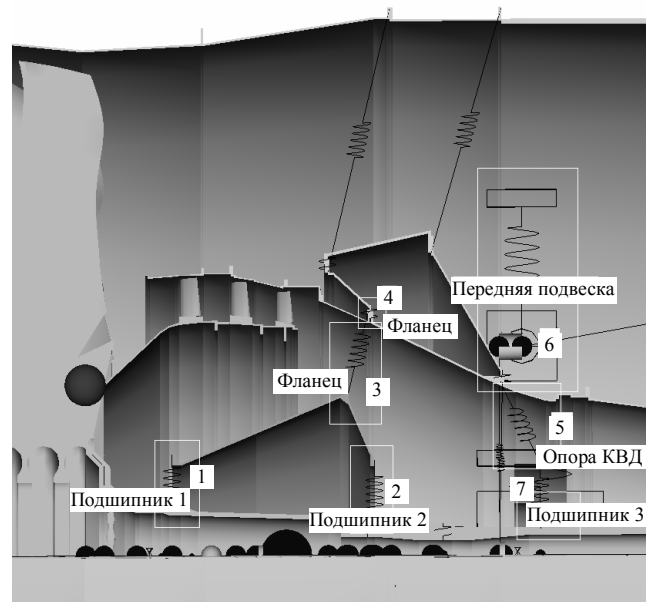 Передняя подвеска
4
Фланец
6
Фланец
3
5
Опора КВД
1
Подшипник 1
2
7
Подшипник 2
Подшипник 3